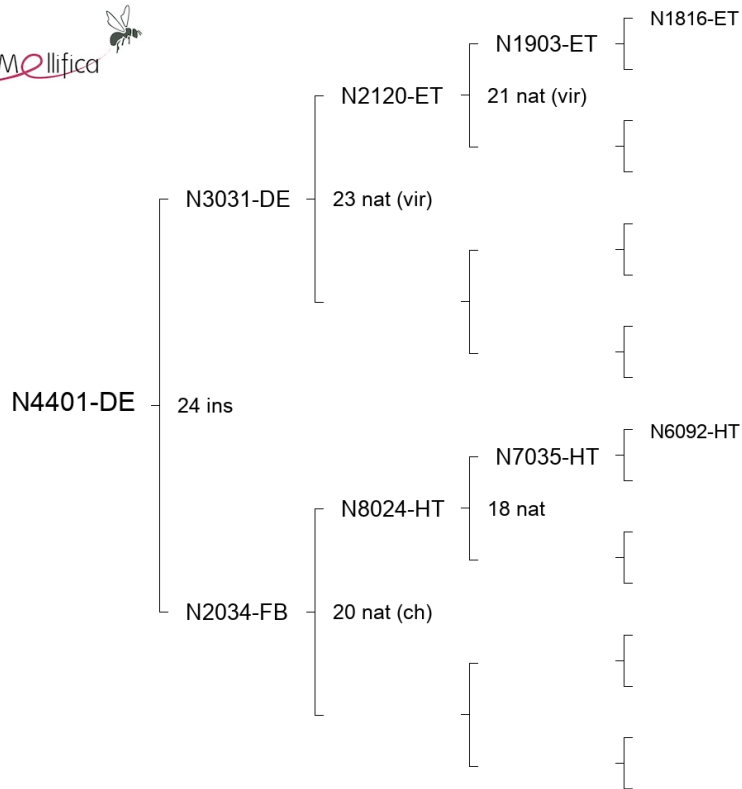 Mellifica
N1816-ET
N1903-ET
N2120-ET
21 nat (vir)
N3031-DE
23 nat (vir)
N4401-DE
24 ins
N6092-HT
N7035-HT
N8024-HT
18 nat
N2034-FB
20 nat (ch)